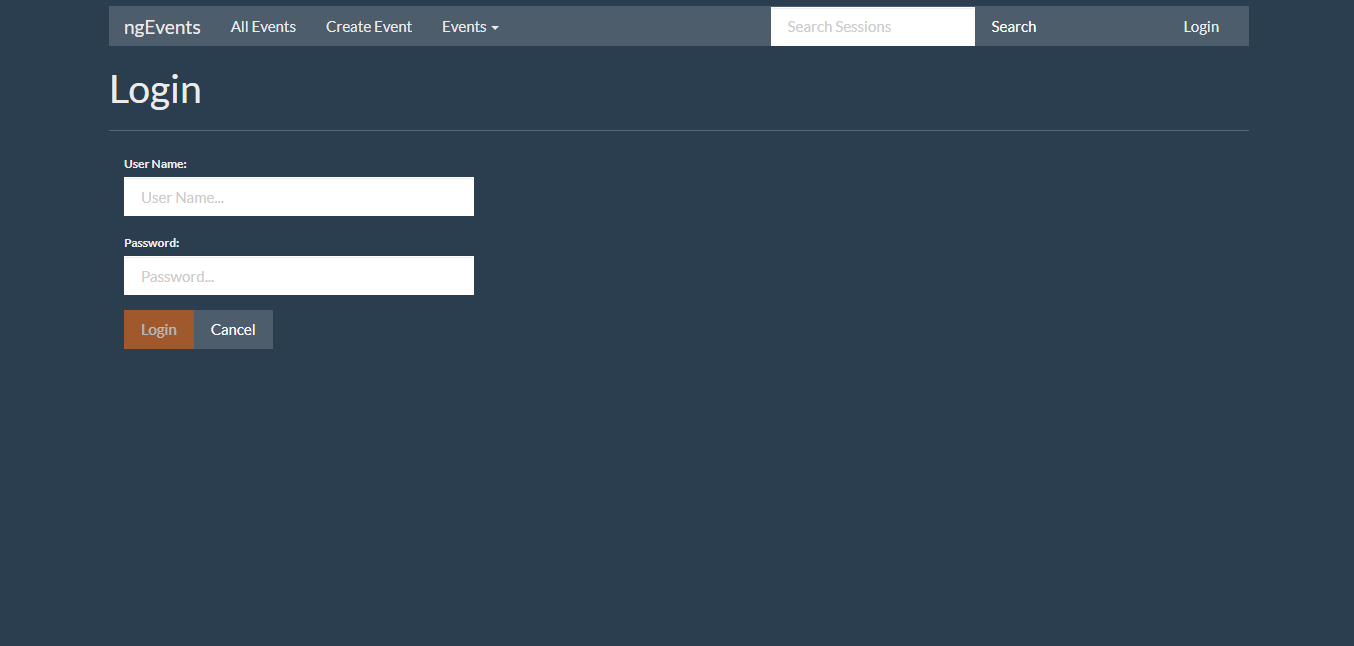 ngEvents All Events Create Event Events Search Sessions Search Login
Login
User Name:
User Name...
Password:
Password...
Login Cancel